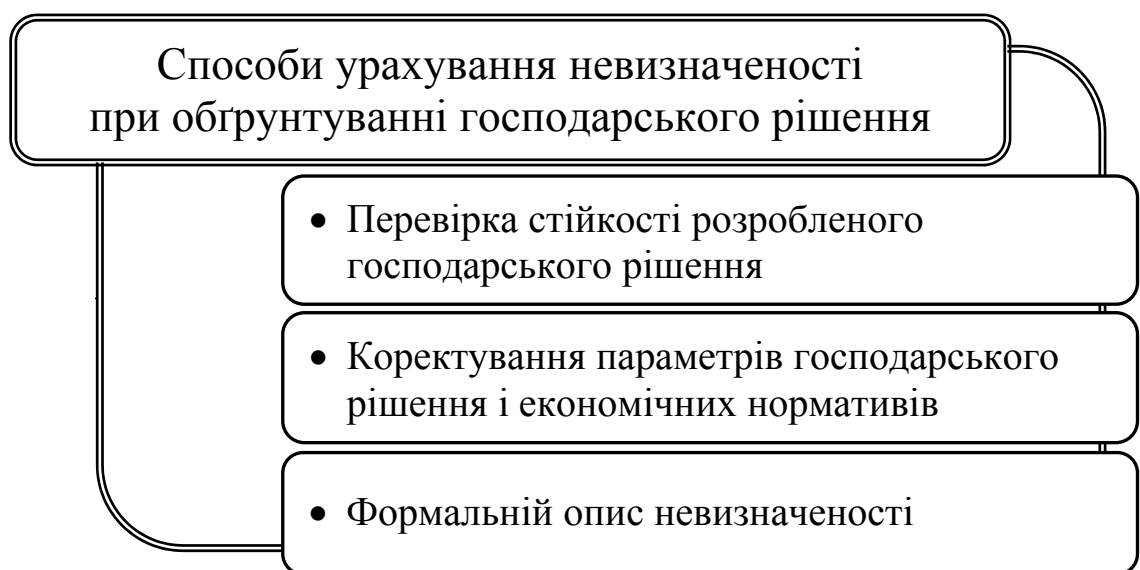 Способи урахування невизначеності
при обґрунтуванні господарського рішення
• Перевірка стійкості розробленого
господарського рішення
• Коректування параметрів господарського
рішення і економічних нормативів
• Формальній опис невизначеності